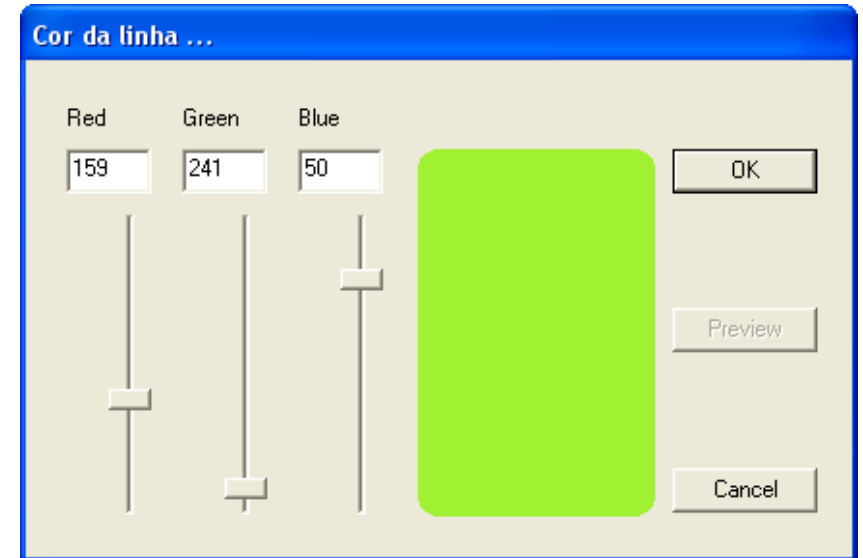 Cor da linha ...
Red Green Blue
159 241 50
OK
Preview
Cancel